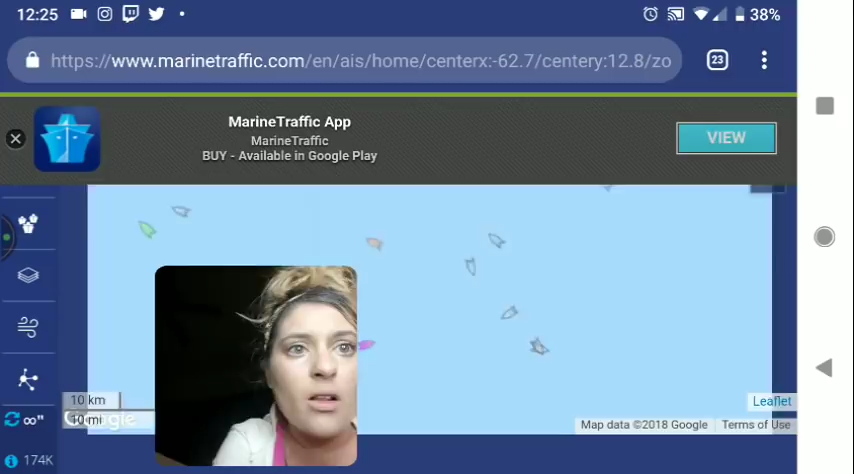 12:25
38%
https://www.marinetraffic.com/en/ais/home/centerx:-62.7/centery:12.8/zo
23
MarineTraffic App
MarineTraffic
BUY - Available in Google Play
VIEW
10 km
10 mi
Google
∞"
174K
Leaflet
Map data ©2018 Google
Terms of Use